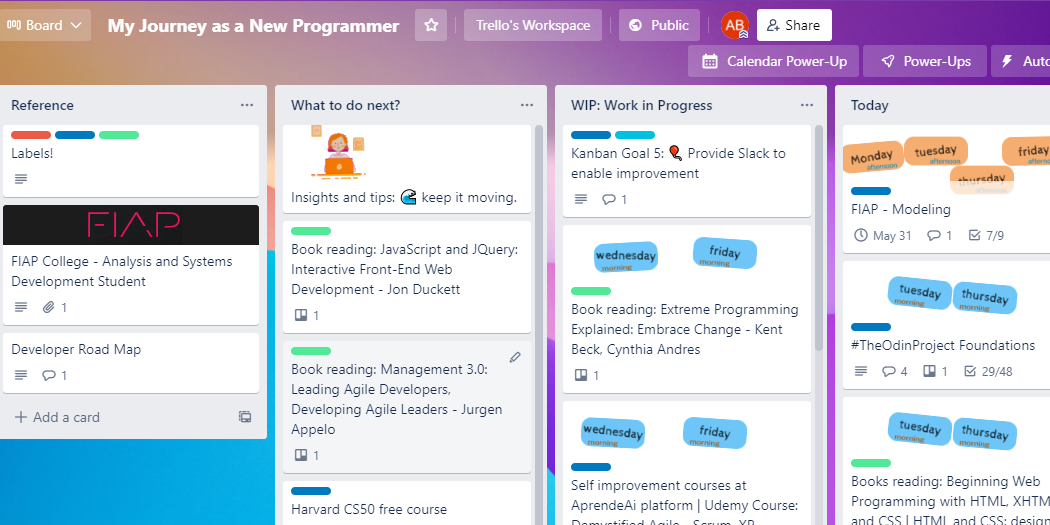 Board
My Journey as a New Programmer
Trello's Workspace
Public
AB
Share
Calendar Power-Up
Power-Ups
Reference
Labels!
FIAP
FIAP College - Analysis and Systems
Development Student
1
Developer Road Map
1
+ Add a card
What to do next?
Insights and tips: 🌊 keep it moving.
Book reading: JavaScript and JQuery:
Interactive Front-End Web
Development - Jon Duckett
1
Book reading: Management 3.0:
Leading Agile Developers,
Developing Agile Leaders - Jurgen
Appelo
1
Harvard CS50 free course
WIP: Work in Progress
Kanban Goal 5: 🎈 Provide Slack to
enable improvement
1
wednesday
morning
friday
morning
Book reading: Extreme Programming
Explained: Embrace Change - Kent
Beck, Cynthia Andres
1
wednesday
morning
friday
morning
Self improvement courses at
AprendeAi platform | Udemy Course:
Demystified Agile - Scrum, XP
Today
Monday
afternoon
tuesday
afternoon
thursday
friday
afternoon
FIAP - Modeling
May 31
1
7/9
tuesday
morning
thursday
morning
#TheOdinProject Foundations
4
1
29/48
tuesday
morning
thursday
morning
Books reading: Beginning Web
Programming with HTML, XHTM
and CSS | HTML and CSS: design